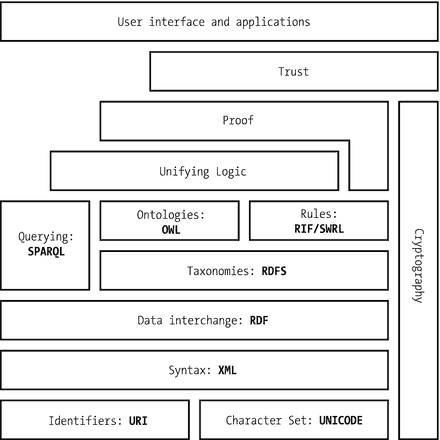 User interface and applications
Trust
Proof
Unifying Logic
Querying:
SPARQL
Ontologies:
OWL
Rules:
RIF/SWRL
Taxonomies: RDFS
Data interchange: RDF
Syntax: XML
Identifiers: URI
Character Set: UNICODE
Cryptography